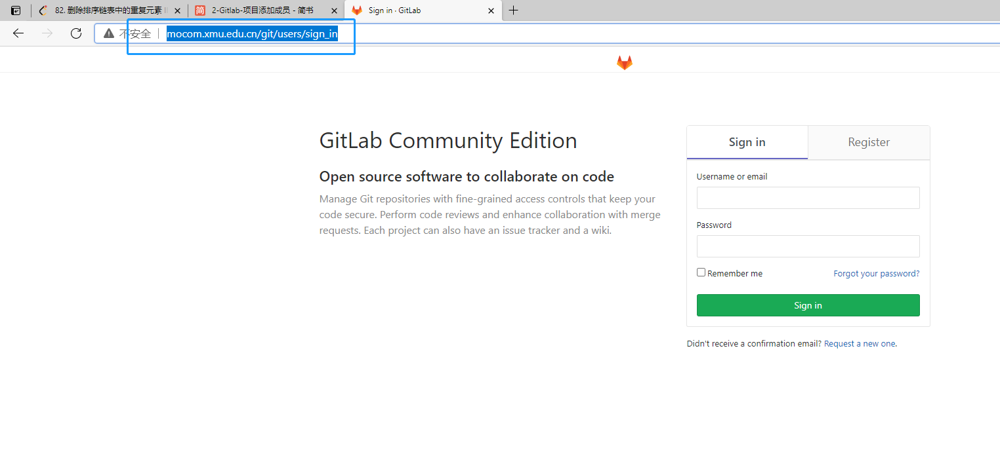 82. 删除排序链表中的重复元素 II
2-Gitlab-项目添加成员 - 简书
Sign in · GitLab
不安全
mocom.xmu.edu.cn/git/users/sign_in
GitLab Community Edition
Open source software to collaborate on code
Manage Git repositories with fine-grained access controls that keep your
code secure. Perform code reviews and enhance collaboration with merge
requests. Each project can also have an issue tracker and a wiki.
Sign in
Register
Username or email
Password
Remember me
Forgot your password?
Sign in
Didn't receive a confirmation email? Request a new one.